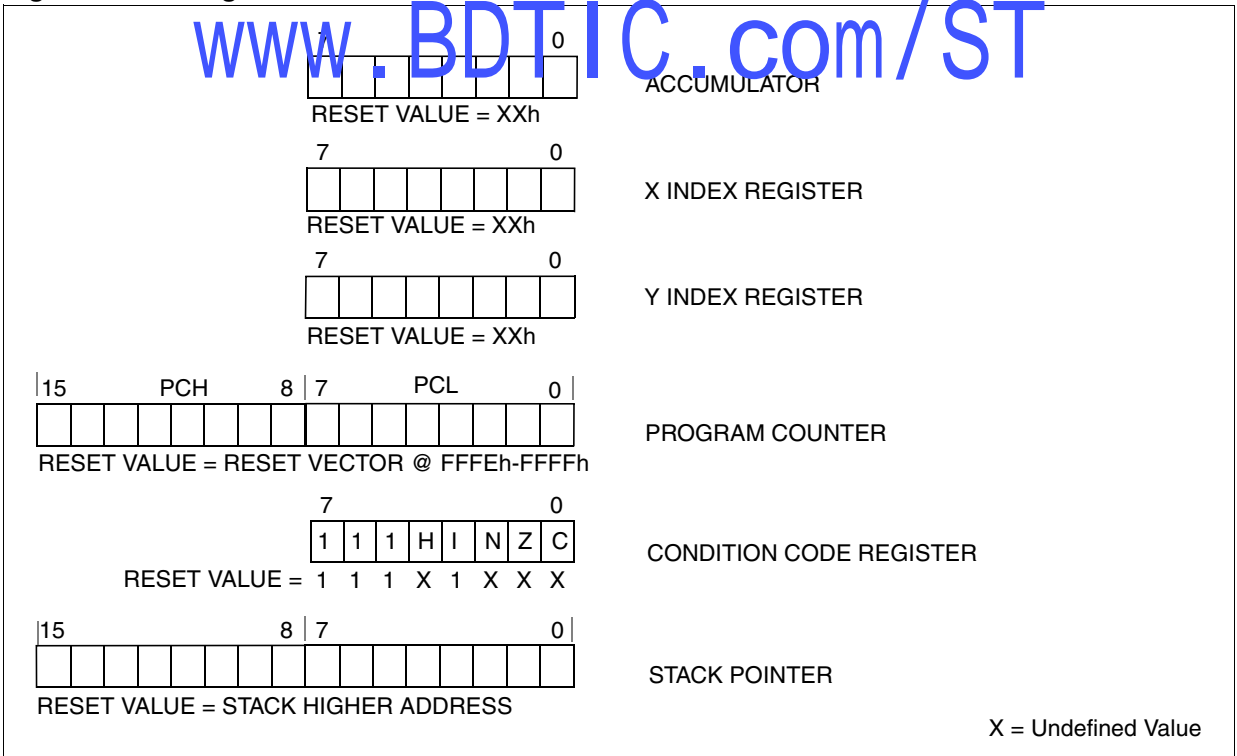 www.BDTIC.com/ST
7 0
ACCUMULATOR
RESET VALUE = XXh
7 0
X INDEX REGISTER
RESET VALUE = XXh
7 0
Y INDEX REGISTER
RESET VALUE = XXh
15 PCH 8 7 PCL 0
PROGRAM COUNTER
RESET VALUE = RESET VECTOR @ FFFEh-FFFFh
7 0
1 1 1 H I N Z C
CONDITION CODE REGISTER
RESET VALUE = 1 1 1 X 1 X X X
15 8 7 0
STACK POINTER
RESET VALUE = STACK HIGHER ADDRESS
X = Undefined Value